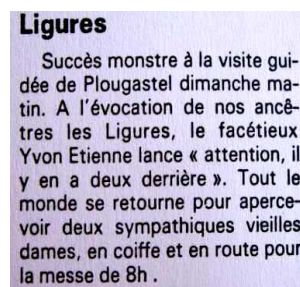 Ligures
Succès monstre à la visite gui-
dée de Plougastel dimanche ma-
tin. A l'évocation de nos ancê-
tres les Ligures, le facétieux
Yvon Etienne lance « attention, il
y en a deux derrière ». Tout le
monde se retourne pour aperce-
voir deux sympathiques vieilles
dames, en coiffe et en route pour
la messe de 8h .